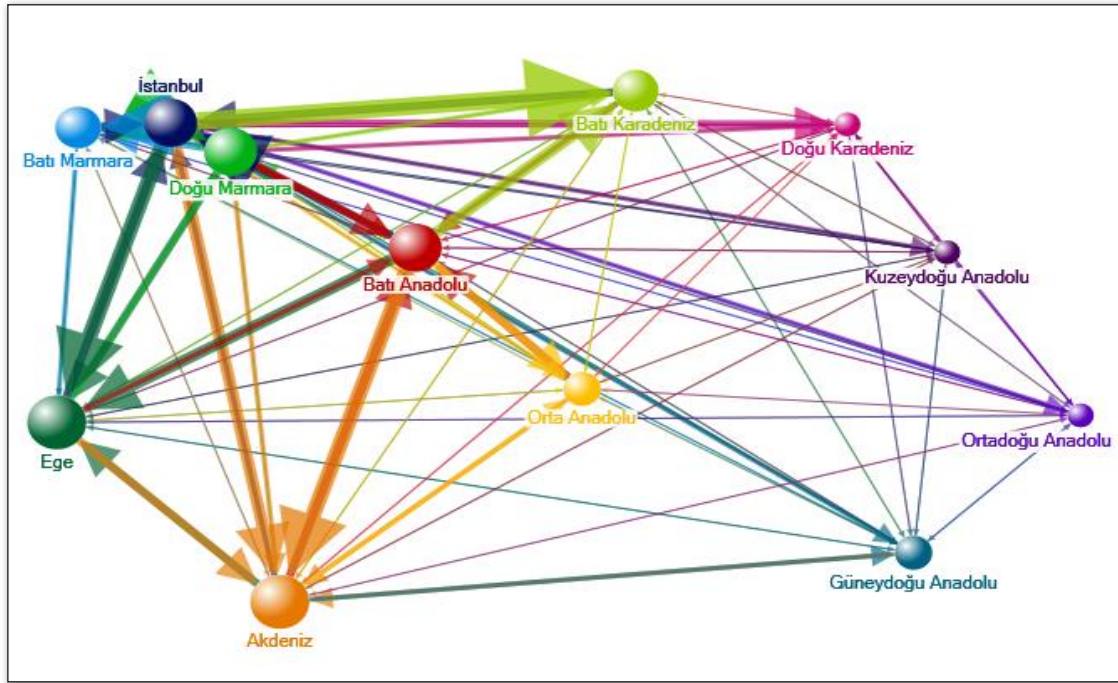 İstanbul
Batı Marmara
Doğu Marmara
Batı Karadeniz
Doğu Karadeniz
Batı Anadolu
Kuzeydoğu Anadolu
Orta Anadolu
Ortadoğu Anadolu
Ege
Güneydoğu Anadolu
Akdeniz